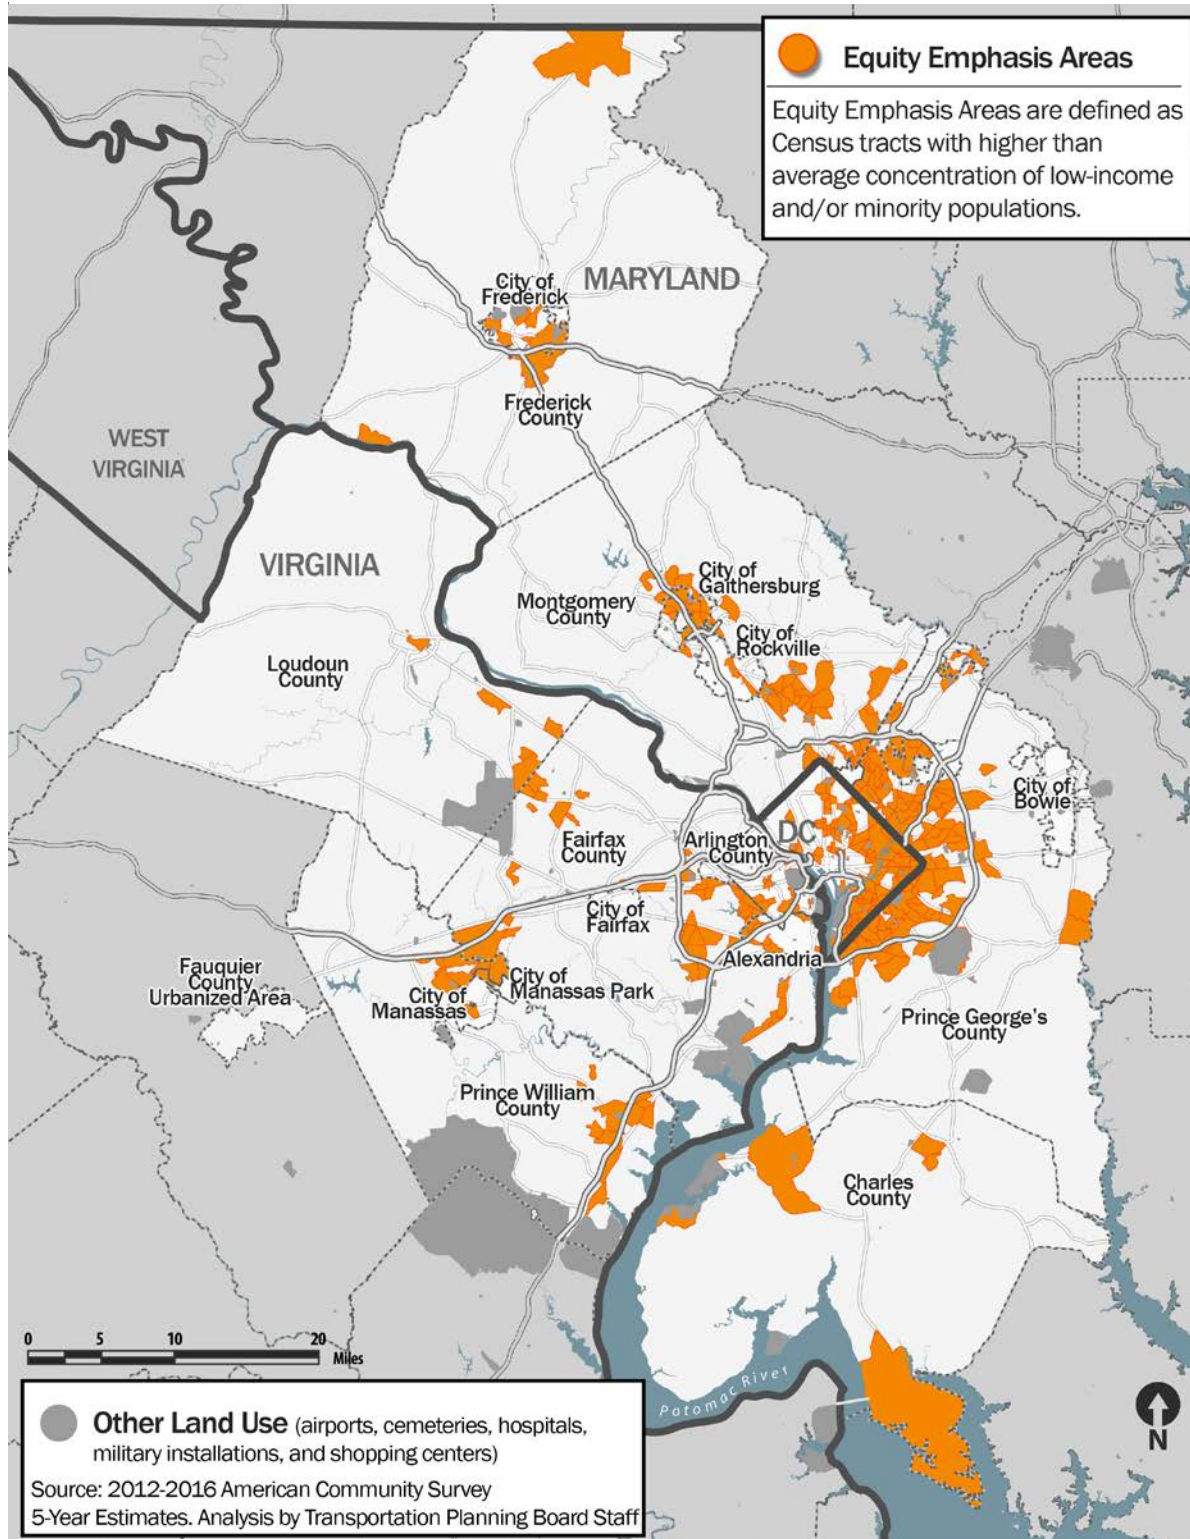 Equity Emphasis Areas
Equity Emphasis Areas are defined as
Census tracts with higher than
average concentration of low-income
and/or minority populations.
City of
Frederick
MARYLAND
Frederick
County
WEST
VIRGINIA
VIRGINIA
City of
Gaithersburg
Montgomery
County
City of
Rockville
Loudoun
County
City of
Bowie
Fairfax
County
Arlington
County
DC
City of
Fairfax
Alexandria
Fauquier
County
Urbanized Area
City of
Manassas Park
City of
Manassas
Prince George's
County
Prince William
County
Charles
County
0 5 10 20
Miles
Potomac River
N
Other Land Use (airports, cemeteries, hospitals,
military installations, and shopping centers)
Source: 2012-2016 American Community Survey
5-Year Estimates. Analysis by Transportation Planning Board Staff